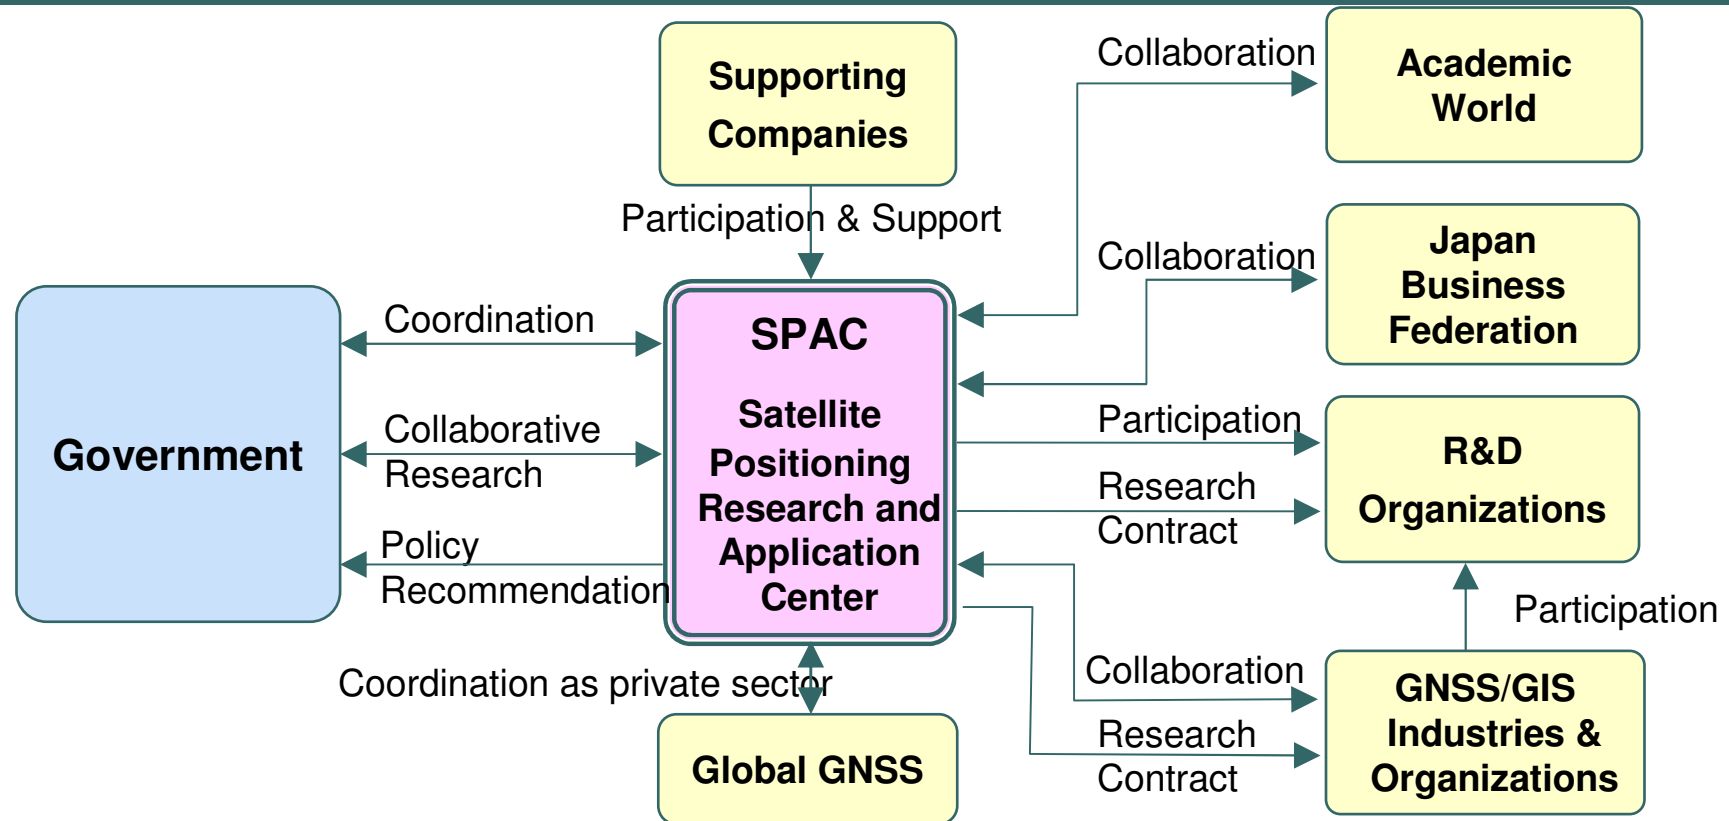 Supporting
Companies
Participation & Support
Collaboration
Academic
World
Collaboration
Japan
Business
Federation
Government
Coordination
Collaborative
Research
Policy
Recommendation
SPAC
Satellite
Positioning
Research and
Application
Center
Participation
Research
Contract
R&D
Organizations
Participation
Collaboration
Research
Contract
GNSS/GIS
Industries &
Organizations
Coordination as private sector
Global GNSS